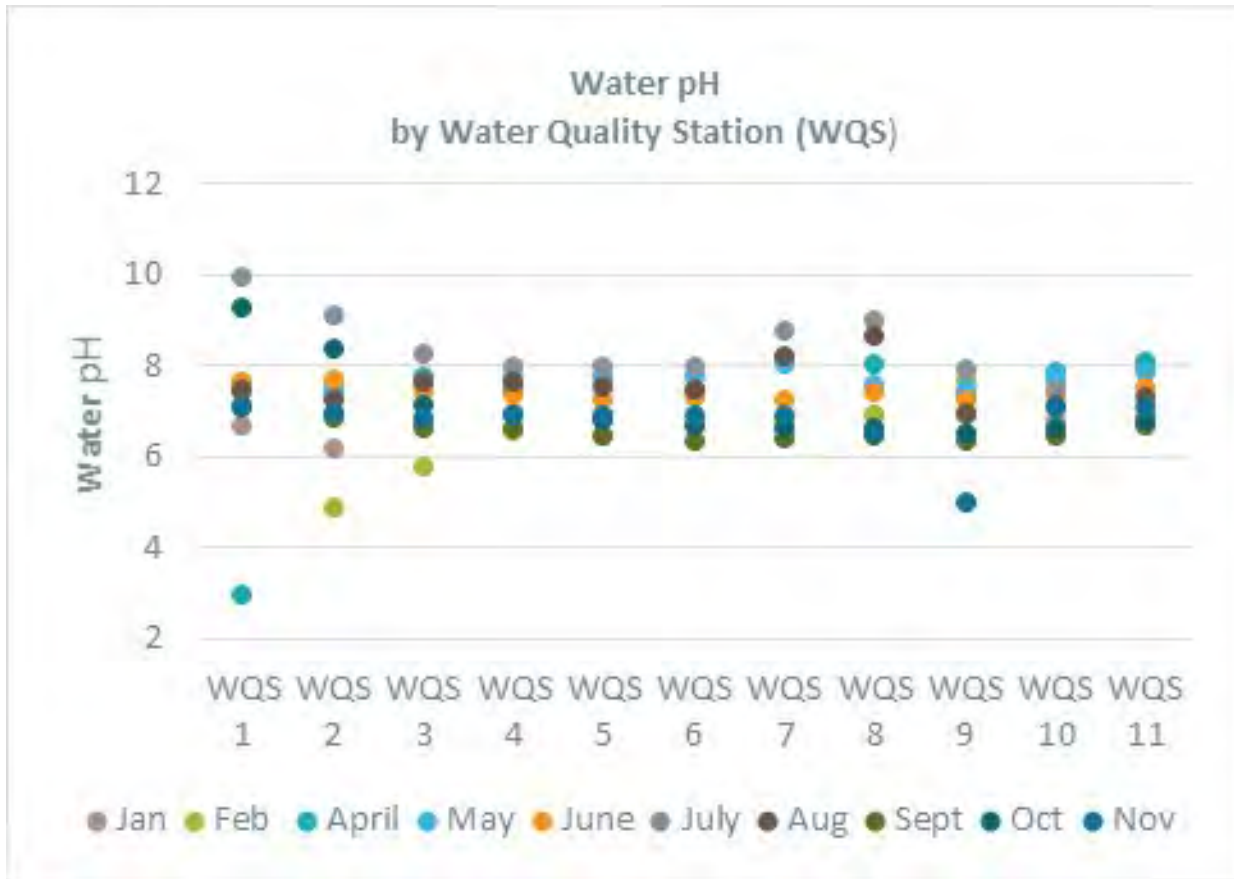 Water pH
by Water Quality Station (WQS)
12
10
8
6
4
2
Water pH
WQS 1
WQS 2
WQS 3
WQS 4
WQS 5
WQS 6
WQS 7
WQS 8
WQS 9
WQS 10
WQS 11
Jan Feb April May June July Aug Sept Oct Nov